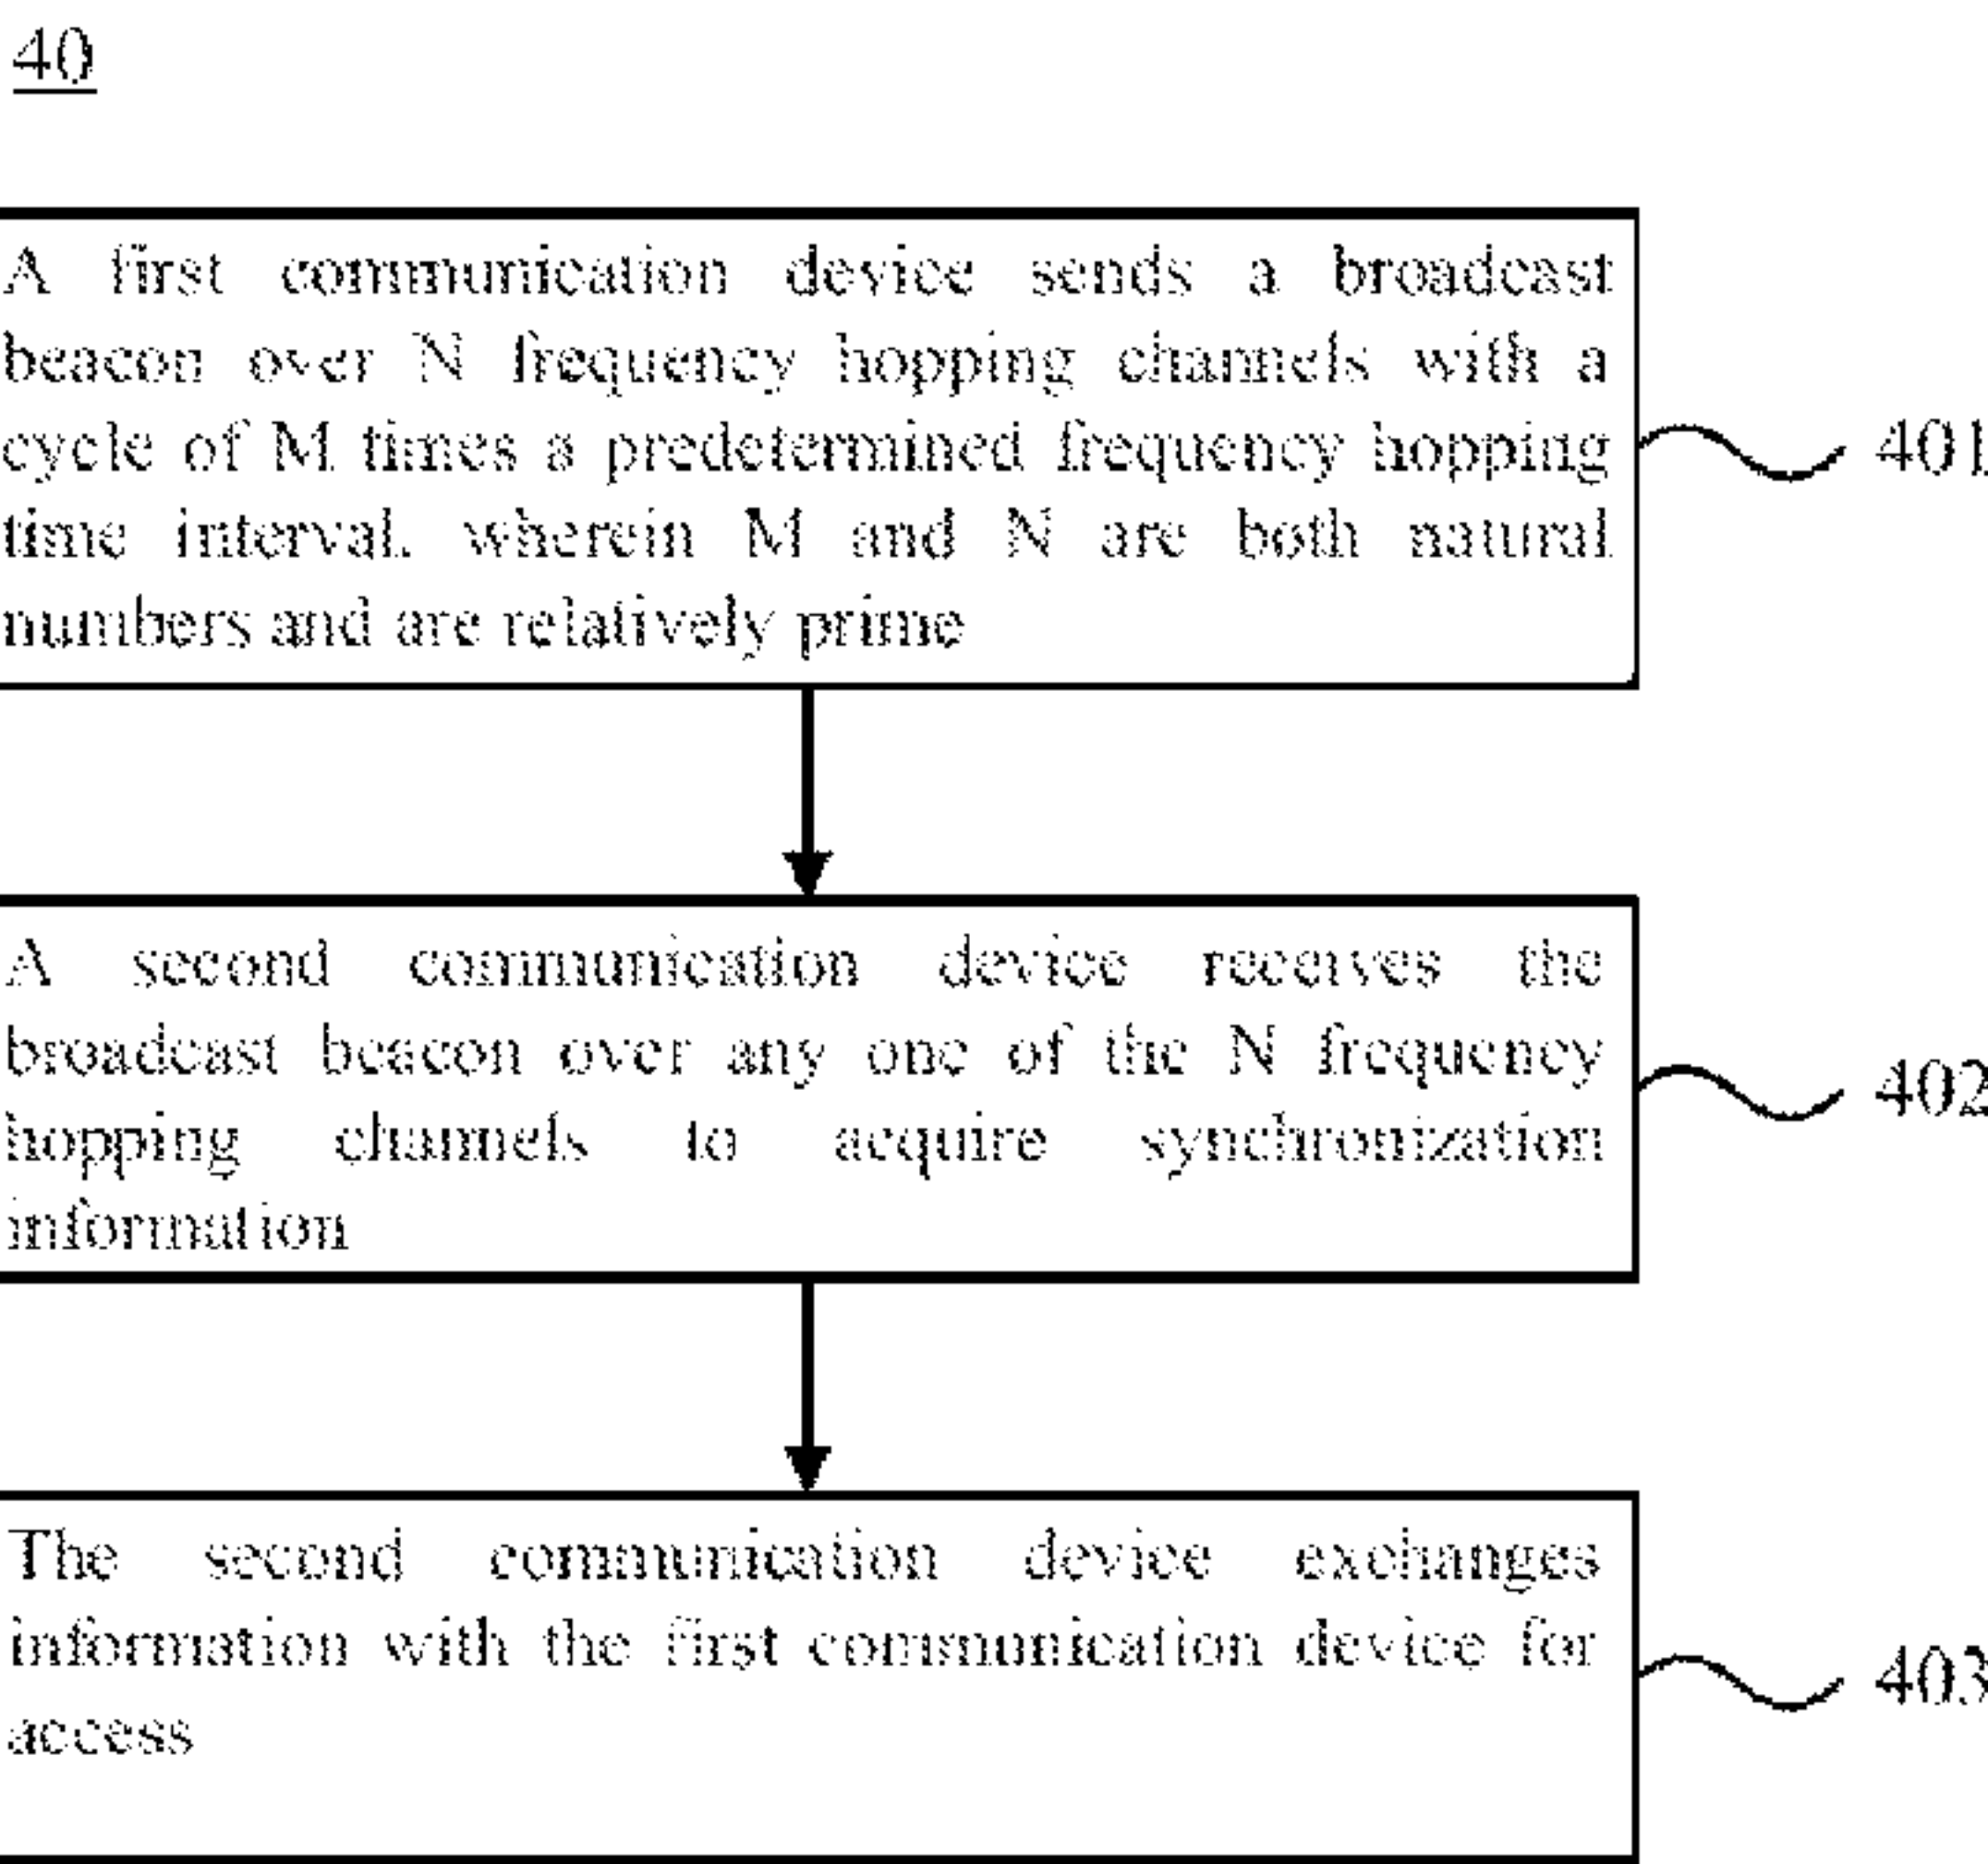 40
A first communication device sends a broadcast
beacon over N frequency hopping channels with a
cycle of M times a predetermined frequency hopping
time interval, wherein M and N are both natural
numbers and are relatively prime
401
A second communication device receives the
broadcast beacon over any one of the N frequency
hopping channels to acquire synchronization
information
402
The second communication device exchanges
information with the first communication device for
access
403